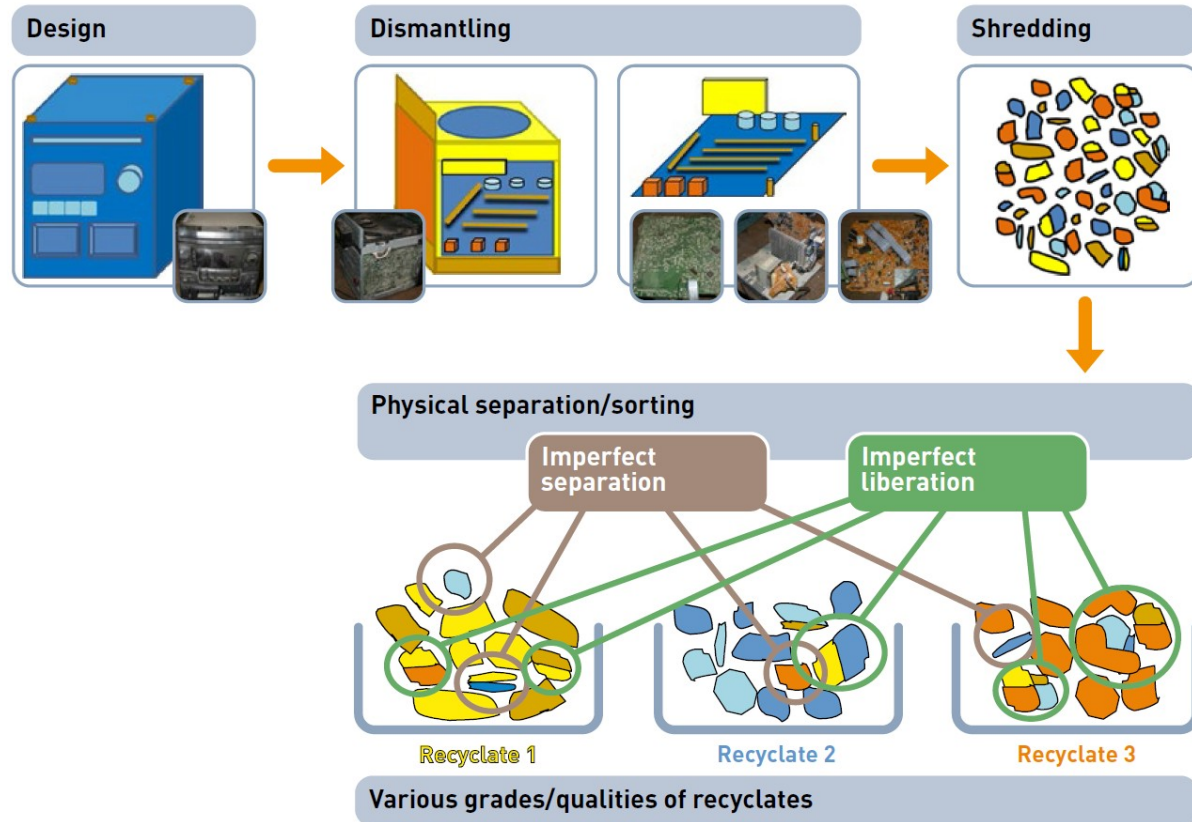 Design
Dismantling
Shredding
Physical separation/sorting
Imperfect
separation
Imperfect
liberation
Recyclate 1
Recyclate 2
Recyclate 3
Various grades/qualities of recyclates